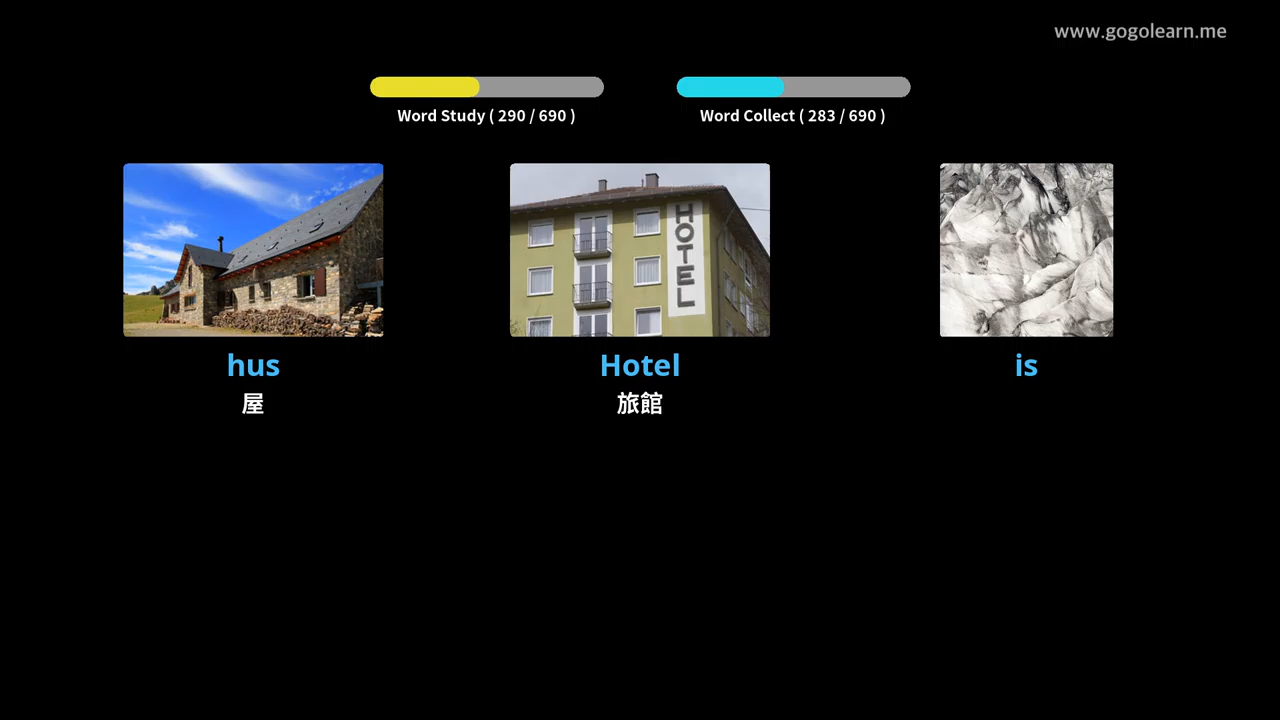 www.gogolearn.me
Word Study ( 290 / 690 )
Word Collect ( 283 / 690 )
HOTEL
hus
Hotel
is
屋
旅館